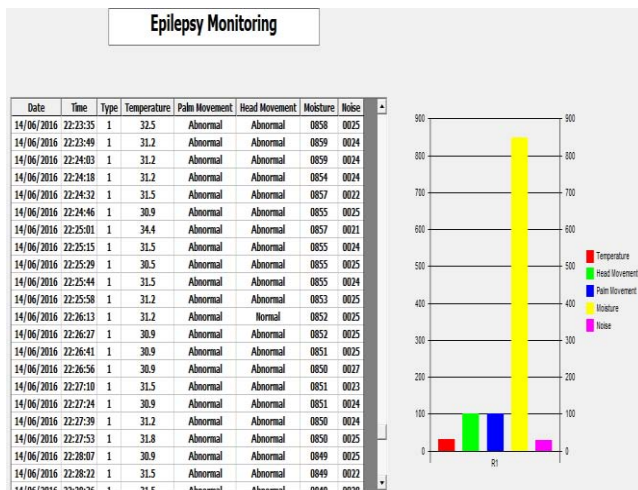 Epilepsy Monitoring
Date Time Type Temperature Palm Movement Head Movement Moisture Noise
14/06/2016 22:23:35 1 32.5 Abnormal Abnormal 0858 0025
14/06/2016 22:23:49 1 31.2 Abnormal Abnormal 0859 0024
14/06/2016 22:24:03 1 31.2 Abnormal Abnormal 0859 0024
14/06/2016 22:24:18 1 31.2 Abnormal Abnormal 0854 0024
14/06/2016 22:24:32 1 31.5 Abnormal Abnormal 0857 0022
14/06/2016 22:24:46 1 30.9 Abnormal Abnormal 0855 0025
14/06/2016 22:25:01 1 34.4 Abnormal Abnormal 0857 0021
14/06/2016 22:25:15 1 31.5 Abnormal Abnormal 0855 0024
14/06/2016 22:25:29 1 30.5 Abnormal Abnormal 0855 0025
14/06/2016 22:25:44 1 31.5 Abnormal Abnormal 0855 0024
14/06/2016 22:25:58 1 31.2 Abnormal Abnormal 0853 0025
14/06/2016 22:26:13 1 31.2 Abnormal Normal 0852 0025
14/06/2016 22:26:27 1 30.9 Abnormal Abnormal 0852 0025
14/06/2016 22:26:41 1 30.9 Abnormal Abnormal 0851 0025
14/06/2016 22:26:56 1 30.9 Abnormal Abnormal 0850 0027
14/06/2016 22:27:10 1 31.5 Abnormal Abnormal 0851 0023
14/06/2016 22:27:24 1 30.9 Abnormal Abnormal 0851 0024
14/06/2016 22:27:39 1 31.2 Abnormal Abnormal 0850 0024
14/06/2016 22:27:53 1 31.8 Abnormal Abnormal 0850 0025
14/06/2016 22:28:07 1 30.9 Abnormal Abnormal 0849 0025
14/06/2016 22:28:22 1 31.5 Abnormal Abnormal 0849 0022
14/06/2016 1 31.5 Abnormal Abnormal
900 900
800 800
700 700
600 600
500 500
400 400
300 300
200 200
100 100
0 0
R1
Temperature
Head Movement
Palm Movement
Moisture
Noise